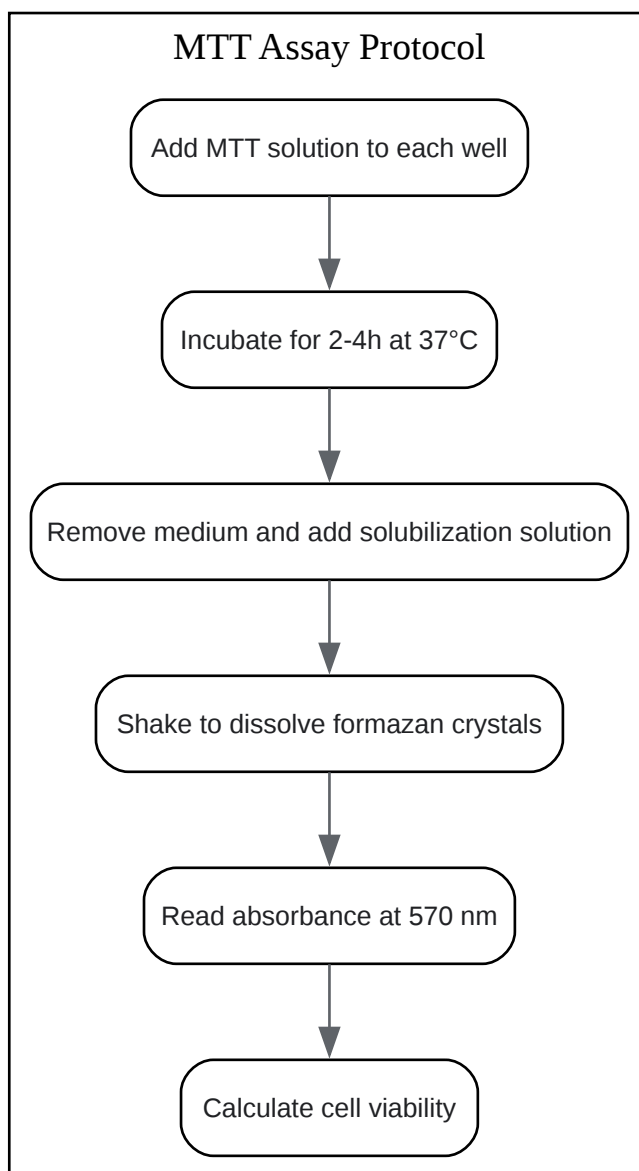 MTT Assay Protocol
Add MTT solution to each well
Incubate for 2-4h at 37°C
Remove medium and add solubilization solution
Shake to dissolve formazan crystals
Read absorbance at 570 nm
Calculate cell viability